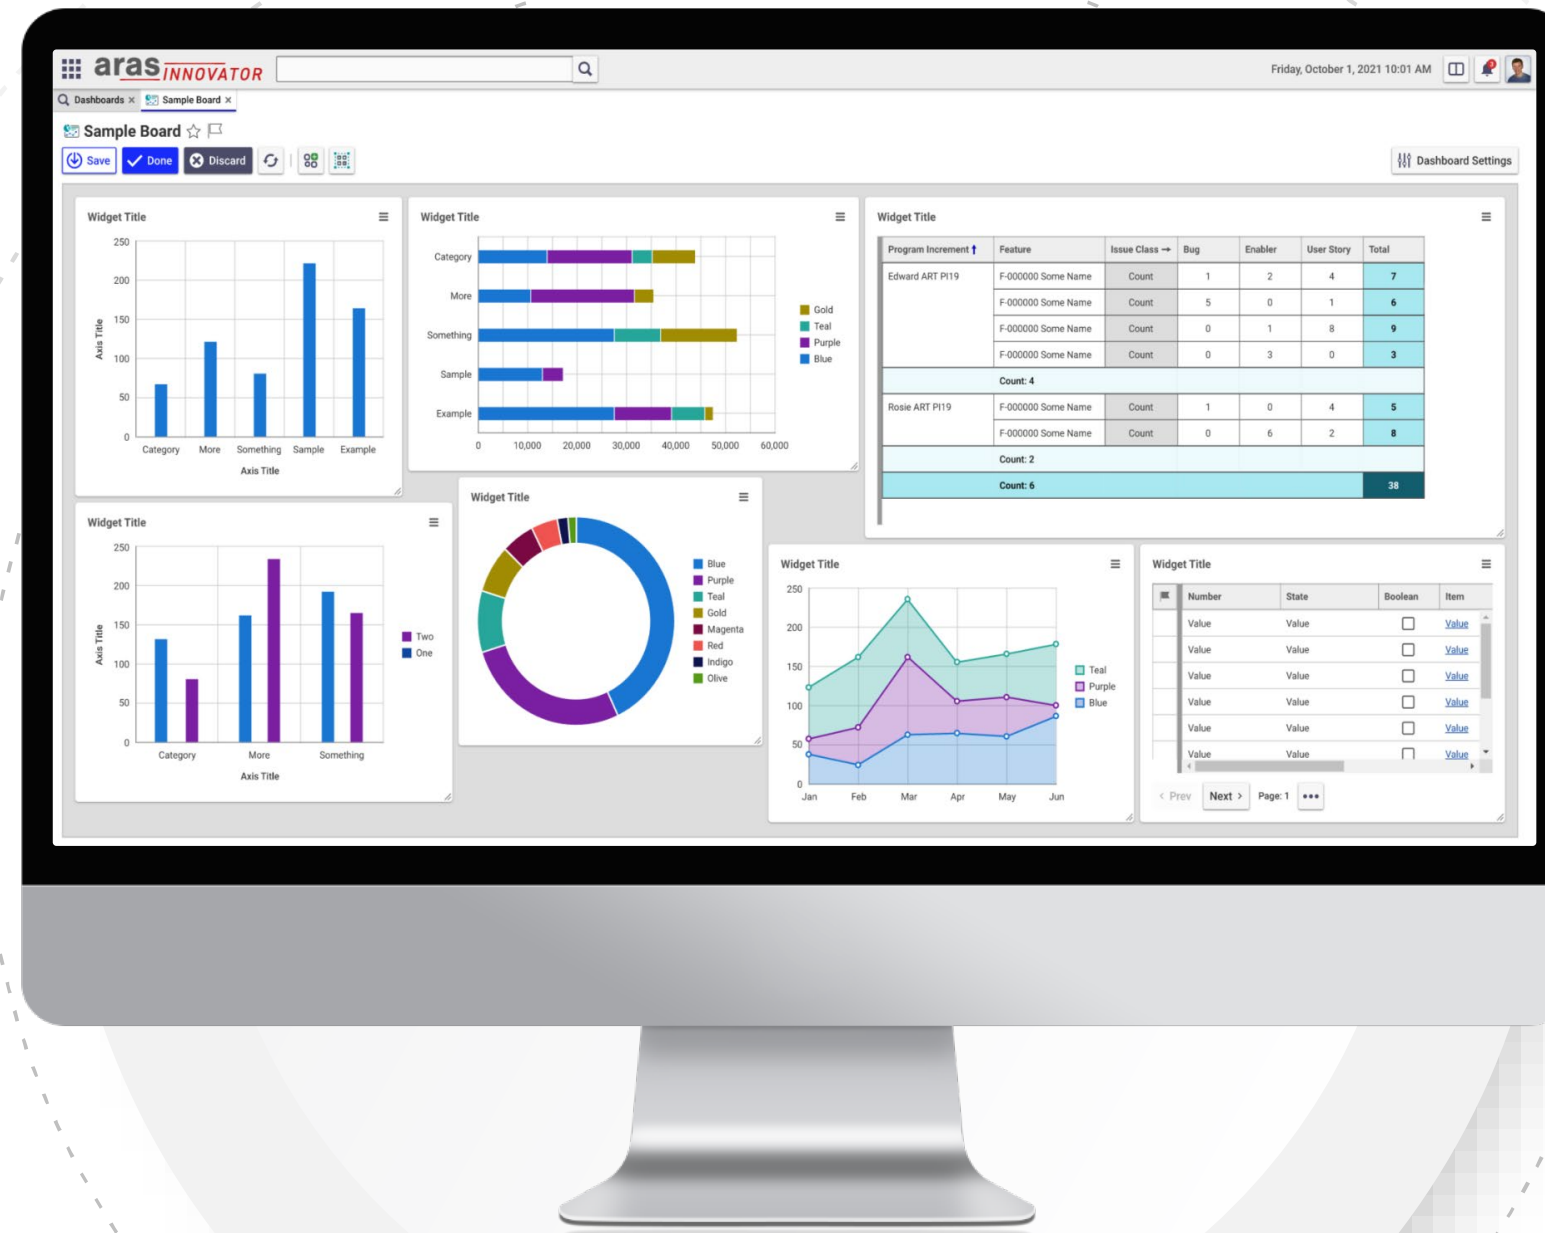 aras INNOVATOR
Friday, October 1, 2021 10:01 AM
Dashboards × Sample Board ×
Sample Board
Save Done Discard
Dashboard Settings
Widget Title
250
200
150
100
50
0
Axis Title
Category More Something Sample Example
Axis Title
Widget Title
Category
More
Something
Sample
Example
0 10,000 20,000 30,000 40,000 50,000 60,000
Gold
Teal
Purple
Blue
Widget Title
Program Increment Feature Issue Class → Bug Enabler User Story Total
Edward ART PI19 F-000000 Some Name Count 1 2 4 7
F-000000 Some Name Count 5 0 1 6
F-000000 Some Name Count 0 1 8 9
F-000000 Some Name Count 0 3 0 3
Count: 4
Rosie ART PI19 F-000000 Some Name Count 1 0 4 5
F-000000 Some Name Count 0 6 2 8
Count: 2
Count: 6 38
Widget Title
250
200
150
100
50
0
Axis Title
Category More Something
Axis Title
Two
One
Widget Title
Blue
Purple
Teal
Gold
Magenta
Red
Indigo
Olive
Widget Title
250
200
150
100
50
0
Jan Feb Mar Apr May Jun
Teal
Purple
Blue
Widget Title
Number State Boolean Item
Value Value Value
Value Value Value
Value Value Value
Value Value Value
Value Value Value
Value Value Value
< Prev Next > Page: 1 •••